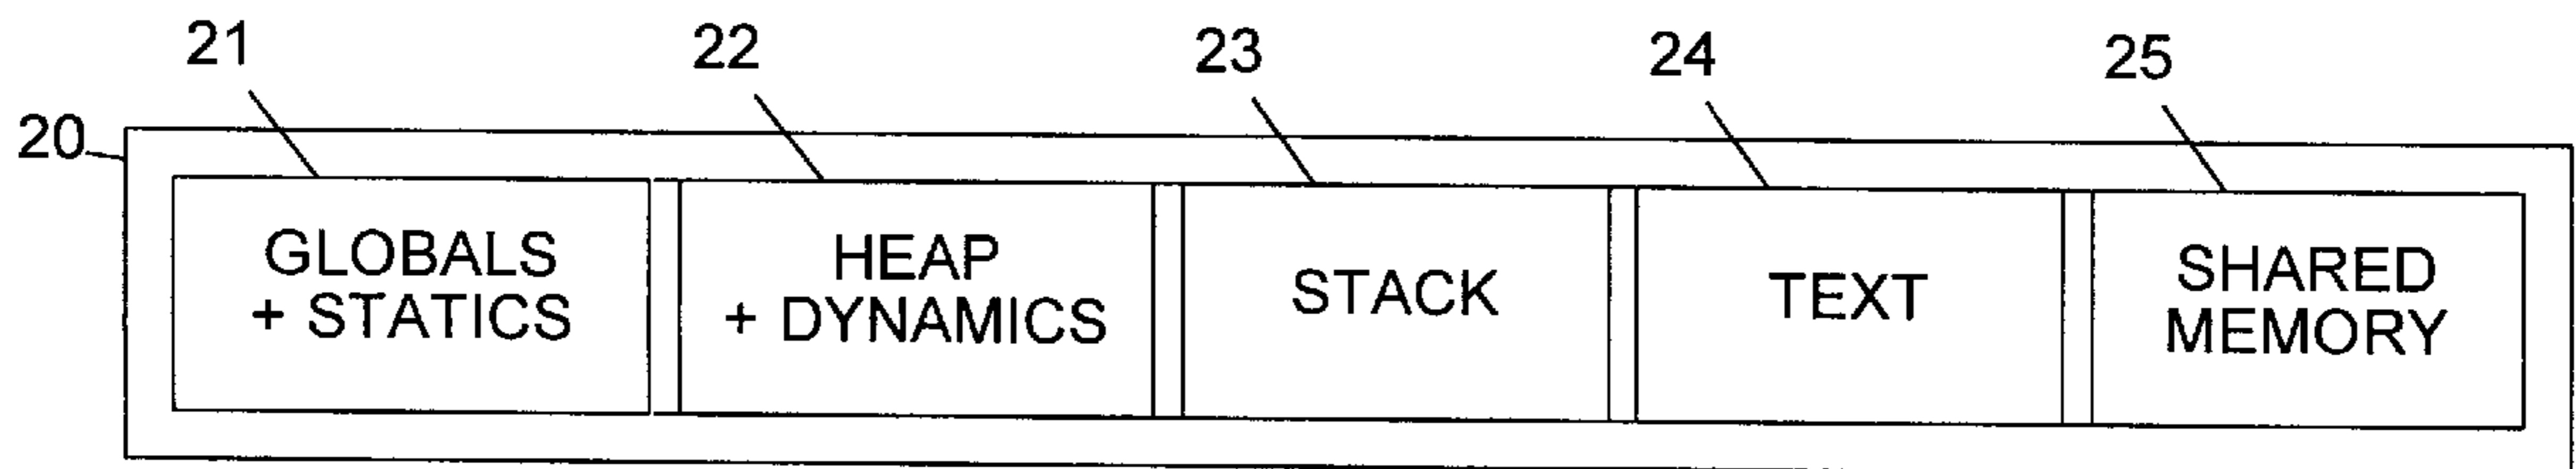 21 22 23 24 25
20
GLOBALS
+ STATICS
HEAP
+ DYNAMICS
STACK
TEXT
SHARED
MEMORY